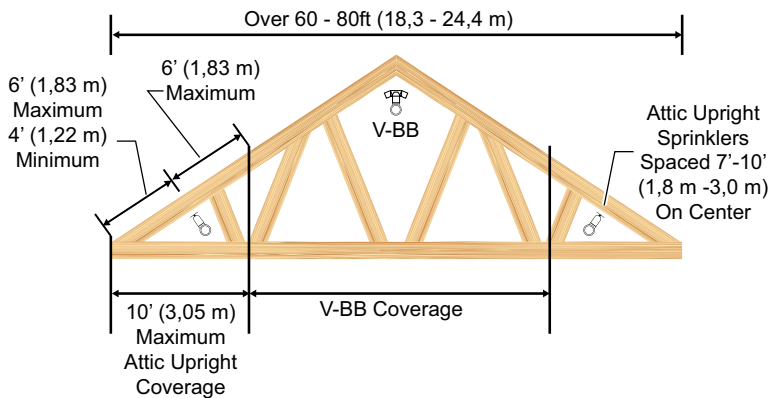 Over 60 - 80ft (18,3 - 24,4 m)
6’ (1,83 m)
Maximum
4’ (1,22 m)
Minimum
6’ (1,83 m)
Maximum
V-BB
Attic Upright
Sprinklers
Spaced 7’-10’
(1,8 m -3,0 m)
On Center
10’ (3,05 m)
Maximum
Attic Upright
Coverage
V-BB Coverage